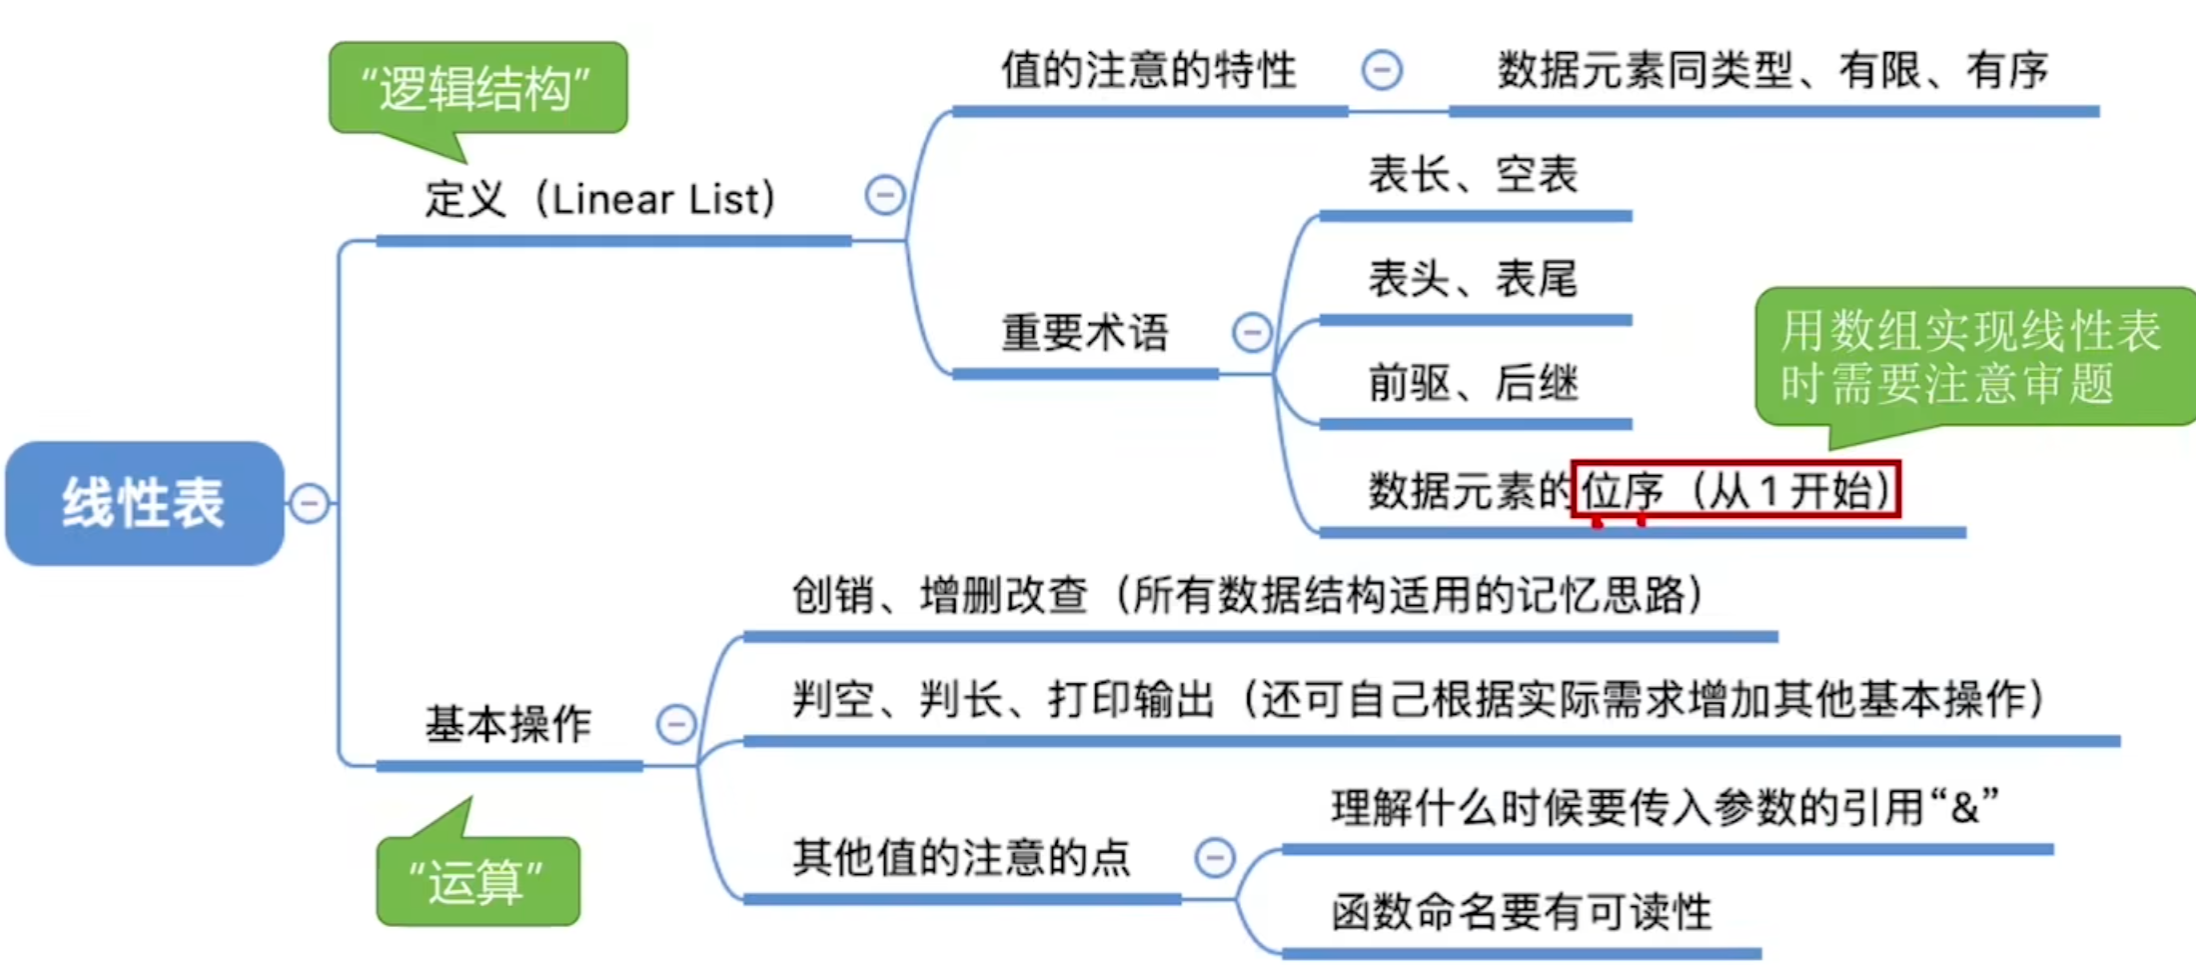 “逻辑结构”
值的注意的特性
数据元素同类型、有限、有序
定义（Linear List）
表长、空表
表头、表尾
重要术语
用数组实现线性表
时需要注意审题
前驱、后继
数据元素的位序（从1开始）
线性表
创销、增删改查（所有数据结构适用的记忆思路）
基本操作
判空、判长、打印输出（还可自己根据实际需求增加其他基本操作）
“运算”
其他值的注意的点
理解什么时候要传入参数的引用“&”
函数命名要有可读性